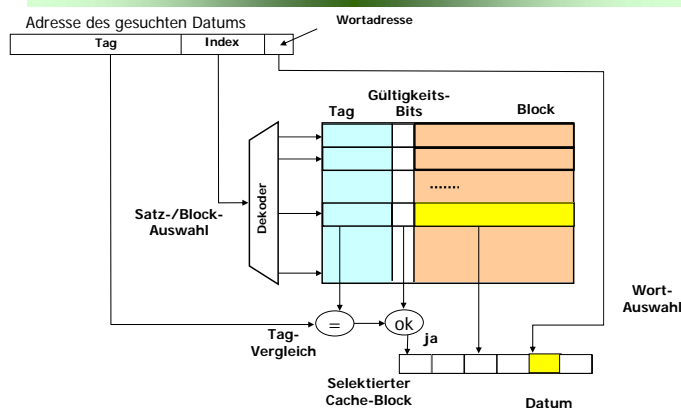 Adresse des gesuchten Datums
Wortadresse
Tag
Index
Tag
Gültigkeits-
Bits
Block
Dekoder
.......
Satz-/Block-
Auswahl
=
ok
ja
Tag-
Vergleich
Wort-
Auswahl
Selektierter
Cache-Block
Datum